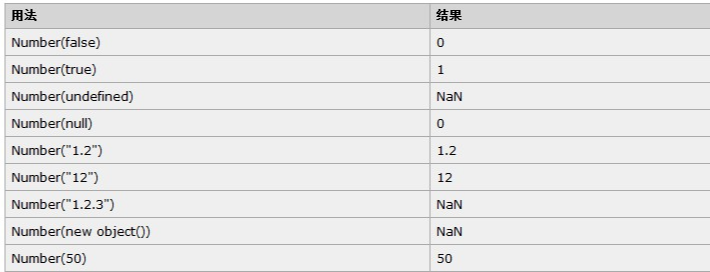 用法 结果
Number(false) 0
Number(true) 1
Number(undefined) NaN
Number(null) 0
Number("1.2") 1.2
Number("12") 12
Number("1.2.3") NaN
Number(new object()) NaN
Number(50) 50